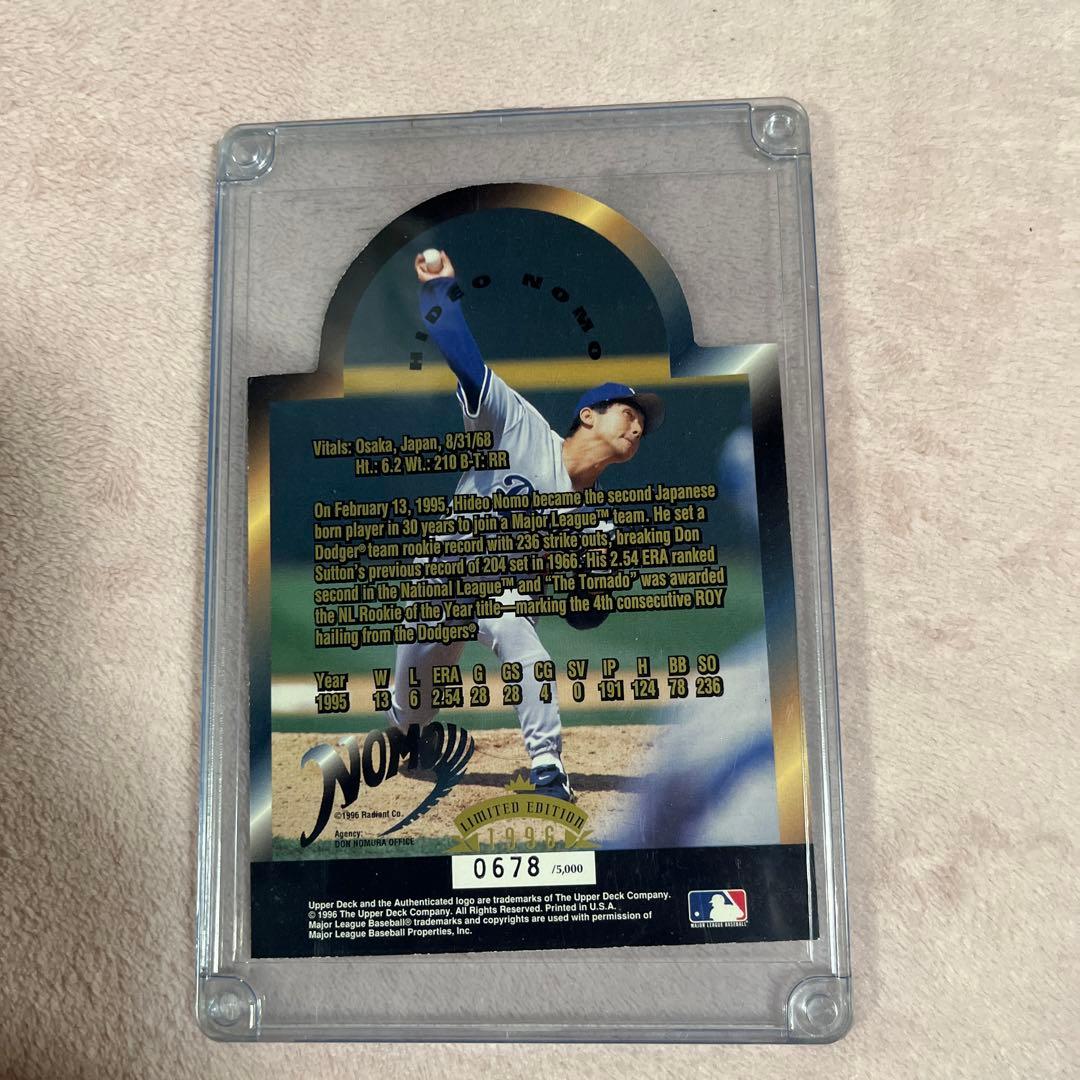 HIDEO NOMO
Vitals: Osaka, Japan, 8/31/68
Ht.: 6.2 Wt.: 210 B-T: RR
On February 13, 1995, Hideo Nomo became the second Japanese
born player in 30 years to join a Major League™ team. He set a
Dodger® team rookie record with 236 strike outs, breaking Don
Sutton's previous record of 204 set in 1966. His 2.54 ERA ranked
second in the National League™ and "The Tornado" was awarded
the NL Rookie of the Year title—marking the 4th consecutive ROY
hailing from the Dodgers®.
Year W L ERA G GS CG SV IP H BB SO
1995 13 6 2.54 28 28 4 0 191 124 78 236
NOMO
©1996 Radiant Co.
Agency:
DON NOMURA OFFICE
LIMITED EDITION
1996
0678 /5,000
Upper Deck and the Authenticated logo are trademarks of The Upper Deck Company.
© 1996 The Upper Deck Company. All Rights Reserved. Printed in U.S.A.
Major League Baseball® trademarks and copyrights are used with permission of
Major League Baseball Properties, Inc.
MAJOR LEAGUE BASEBALL